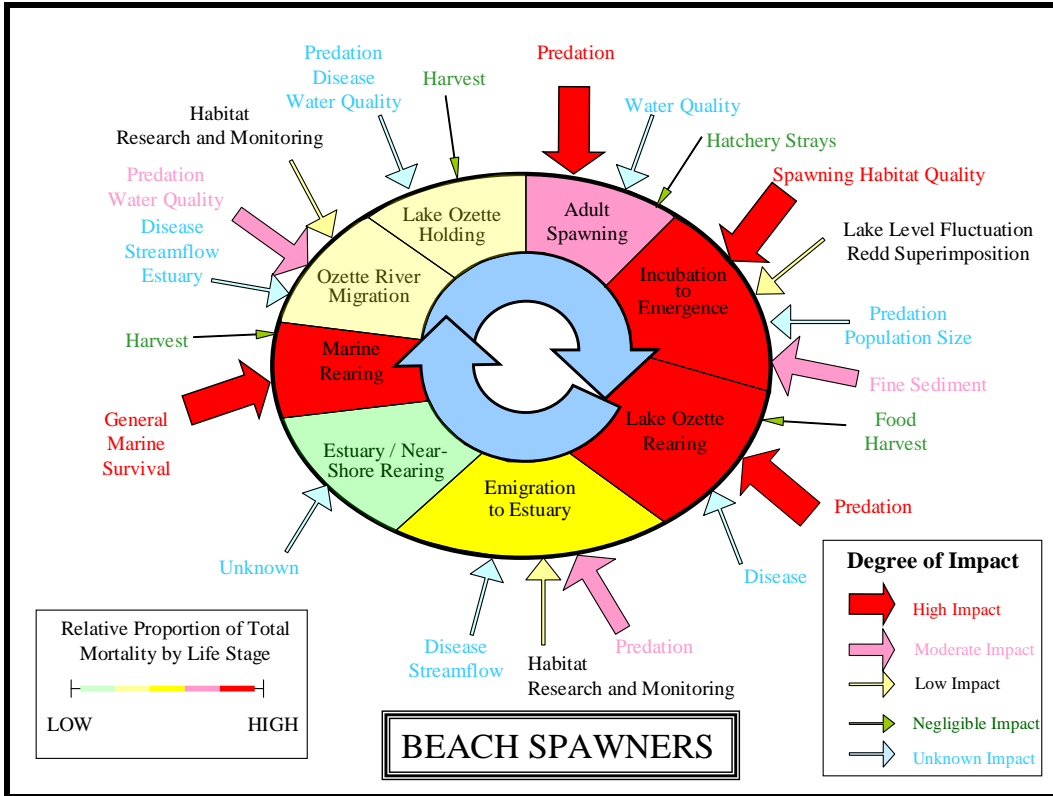 Predation
Disease
Water Quality
Harvest
Predation
Water Quality
Hatchery Strays
Habitat
Research and Monitoring
Spawning Habitat Quality
Predation
Water Quality
Disease
Streamflow
Estuary
Lake Level Fluctuation
Redd Superimposition
Lake Ozette
Holding
Adult
Spawning
Ozette River
Migration
Incubation
to
Emergence
Predation
Population Size
Harvest
Marine
Rearing
Fine Sediment
General
Marine
Survival
Lake Ozette
Rearing
Food
Harvest
Estuary / Near-
Shore Rearing
Emigration
to Estuary
Predation
Unknown
Disease
Disease
Streamflow
Habitat
Research and Monitoring
Predation
Relative Proportion of Total
Mortality by Life Stage
LOW
HIGH
BEACH SPAWNERS
Degree of Impact
High Impact
Moderate Impact
Low Impact
Negligible Impact
Unknown Impact